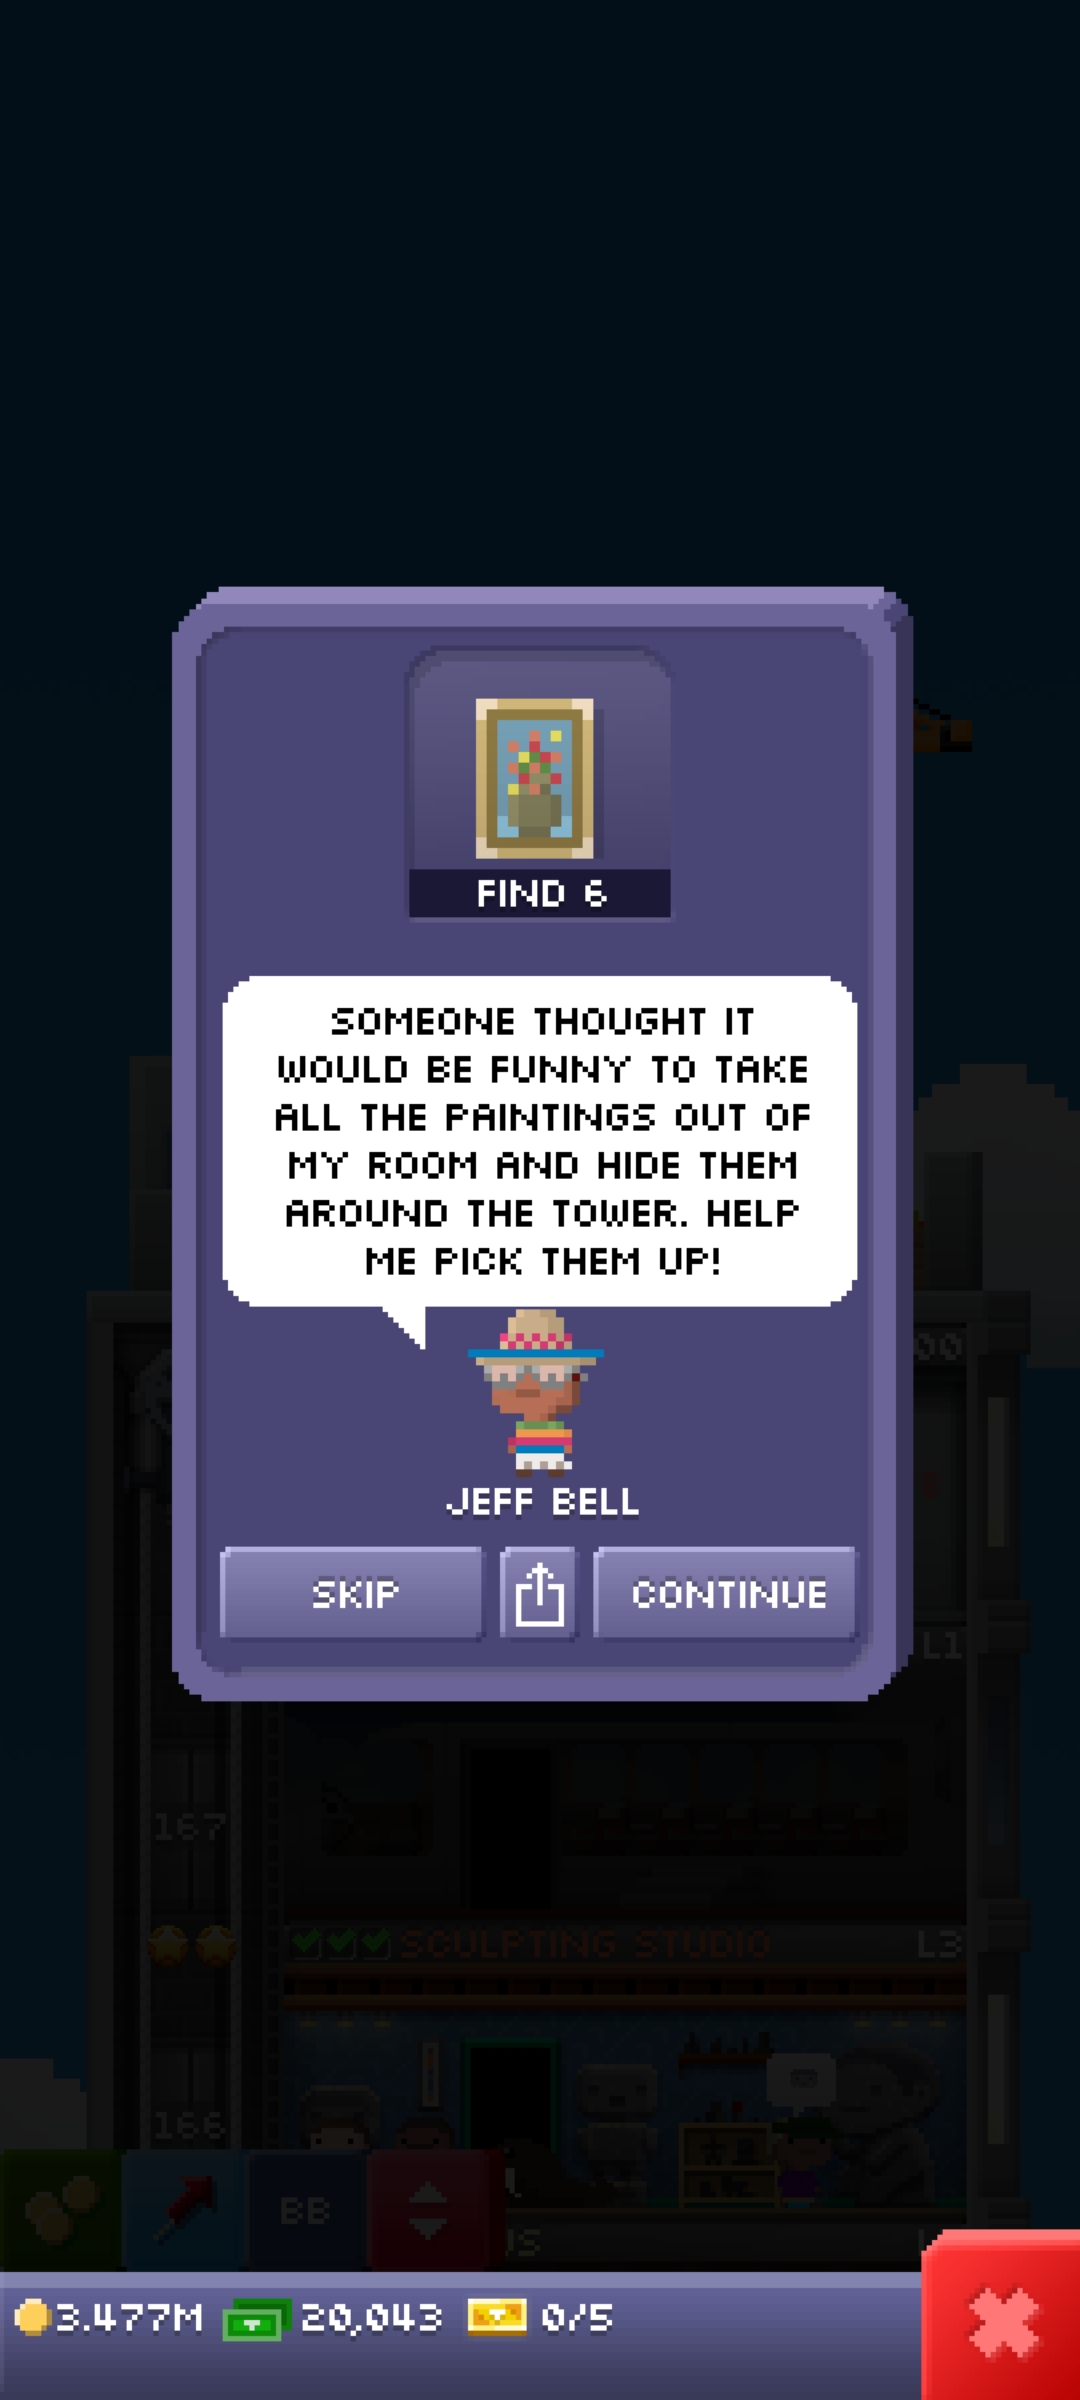 FIND 6
SOMEONE THOUGHT IT
WOULD BE FUNNY TO TAKE
ALL THE PAINTINGS OUT OF
MY ROOM AND HIDE THEM
AROUND THE TOWER. HELP
ME PICK THEM UP!
JEFF BELL
SKIP
CONTINUE
L1
167
SCULPTING STUDIO
L3
166
BB
3.477M
20,043
0/5